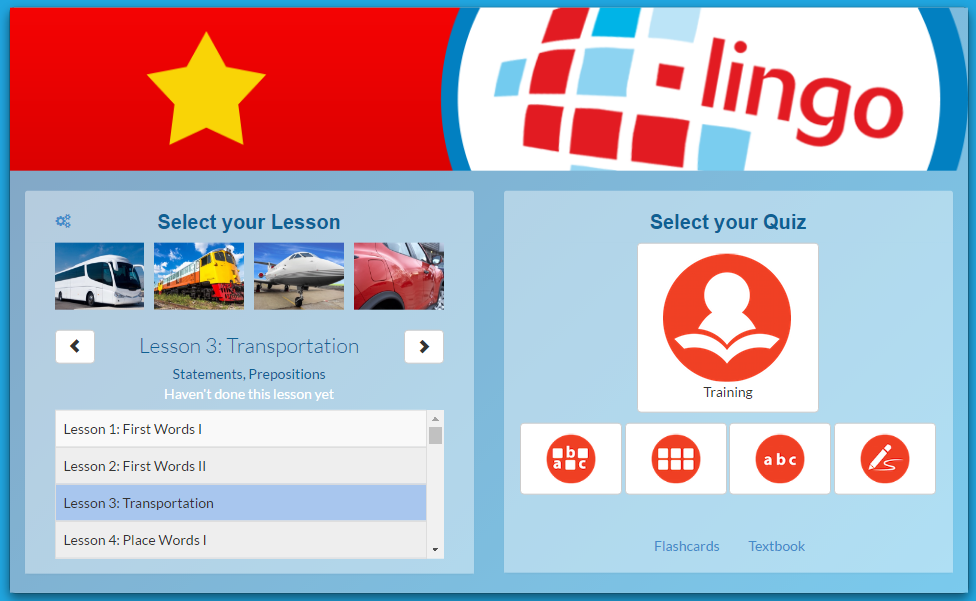 lingo
Select your Lesson
Lesson 3: Transportation
Statements, Prepositions
Haven't done this lesson yet
Lesson 1: First Words I
Lesson 2: First Words II
Lesson 3: Transportation
Lesson 4: Place Words I
Select your Quiz
Training
a b c
a b c
Flashcards Textbook